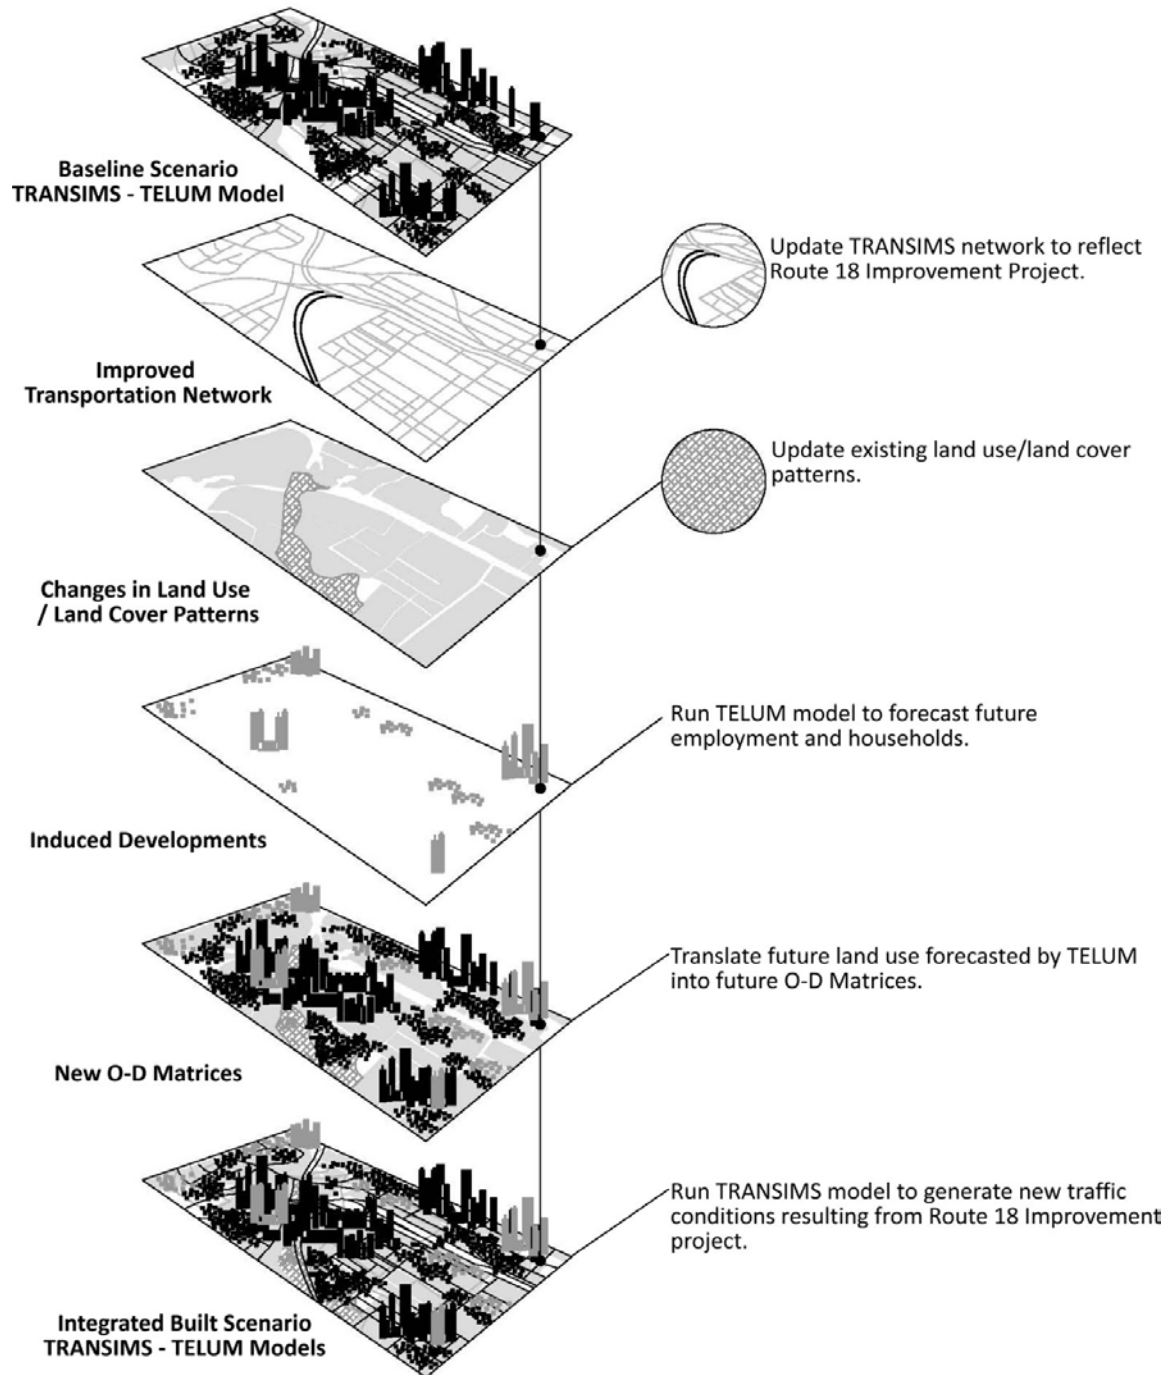 Baseline Scenario
TRANSIMS - TELUM Model
Update TRANSIMS network to reflect
Route 18 Improvement Project.
Improved
Transportation Network
Update existing land use/land cover
patterns.
Changes in Land Use
/ Land Cover Patterns
Run TELUM model to forecast future
employment and households.
Induced Developments
Translate future land use forecasted by TELUM
into future O-D Matrices.
New O-D Matrices
Run TRANSIMS model to generate new traffic
conditions resulting from Route 18 Improvement
project.
Integrated Built Scenario
TRANSIMS - TELUM Models